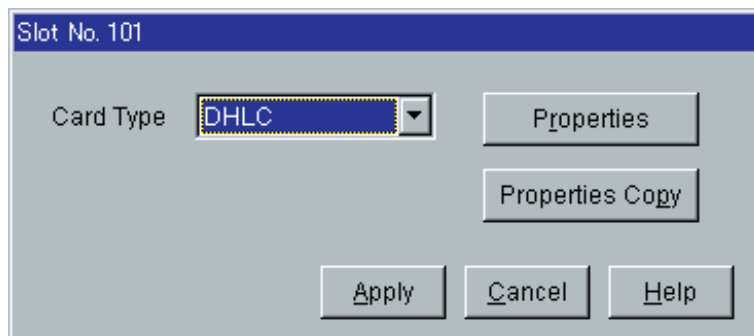 Slot No. 101
Card Type DHLC Properties
Properties Copy
Apply Cancel Help